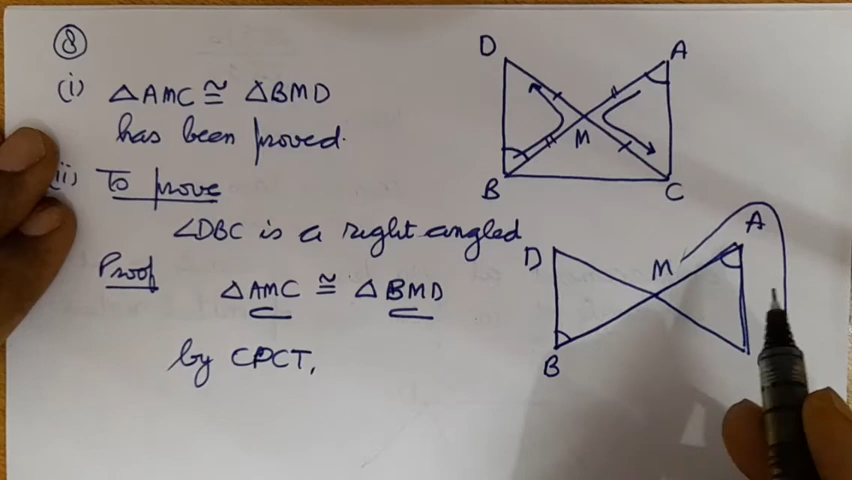 8
(i) △AMC ≅ △BMD
has been proved.
(ii) To prove
∠DBC is a right angled
Proof
△AMC ≅ △BMD
by CPCT,
D A
M
B C
D M A
B